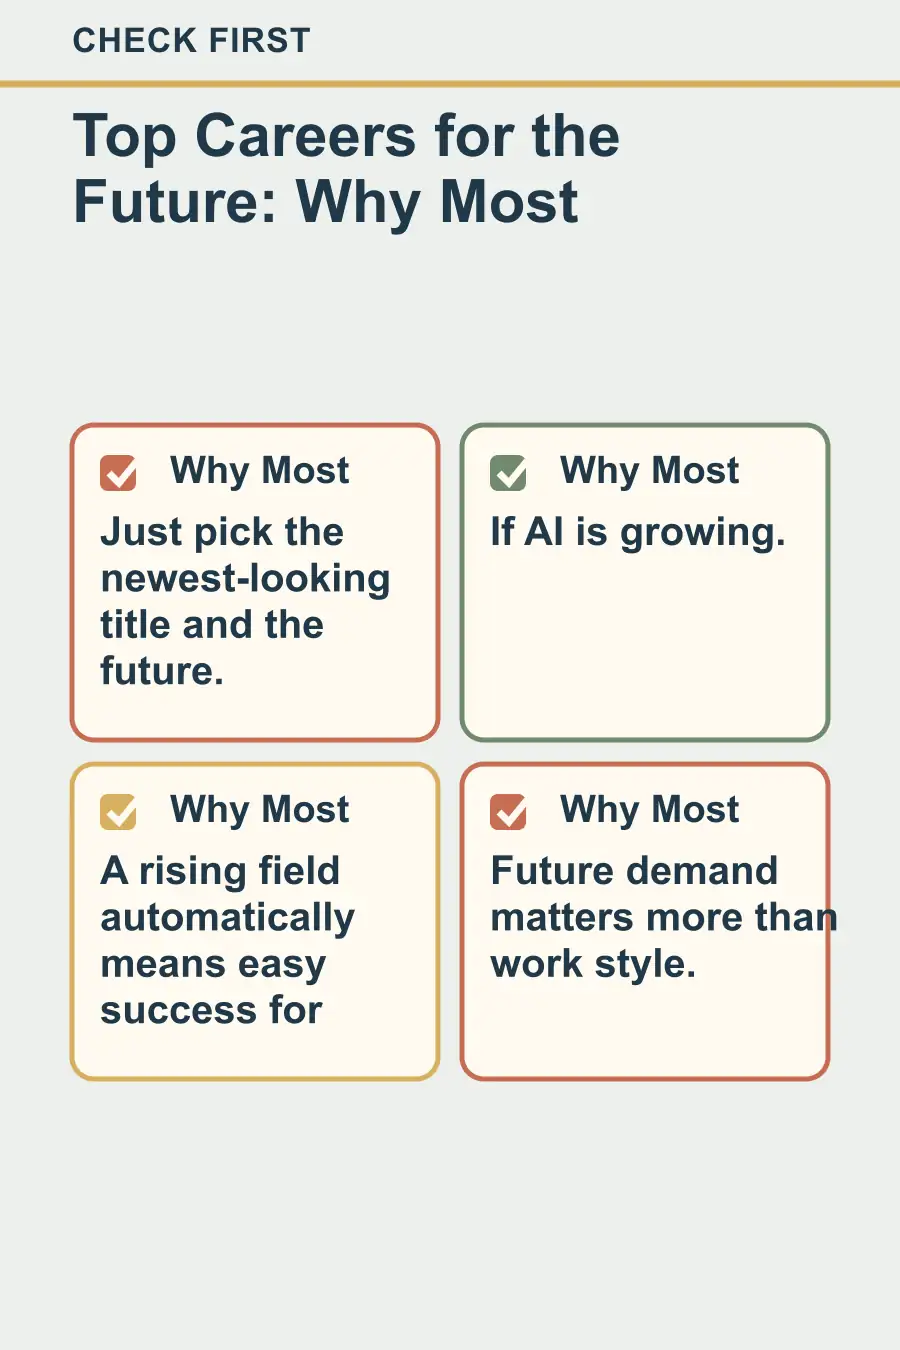 CHECK FIRST
Top Careers for the
Future: Why Most
Why Most
Just pick the
newest-looking
title and the
future.
Why Most
If AI is growing.
Why Most
A rising field
automatically
means easy
success for
Why Most
Future demand
matters more than
work style.